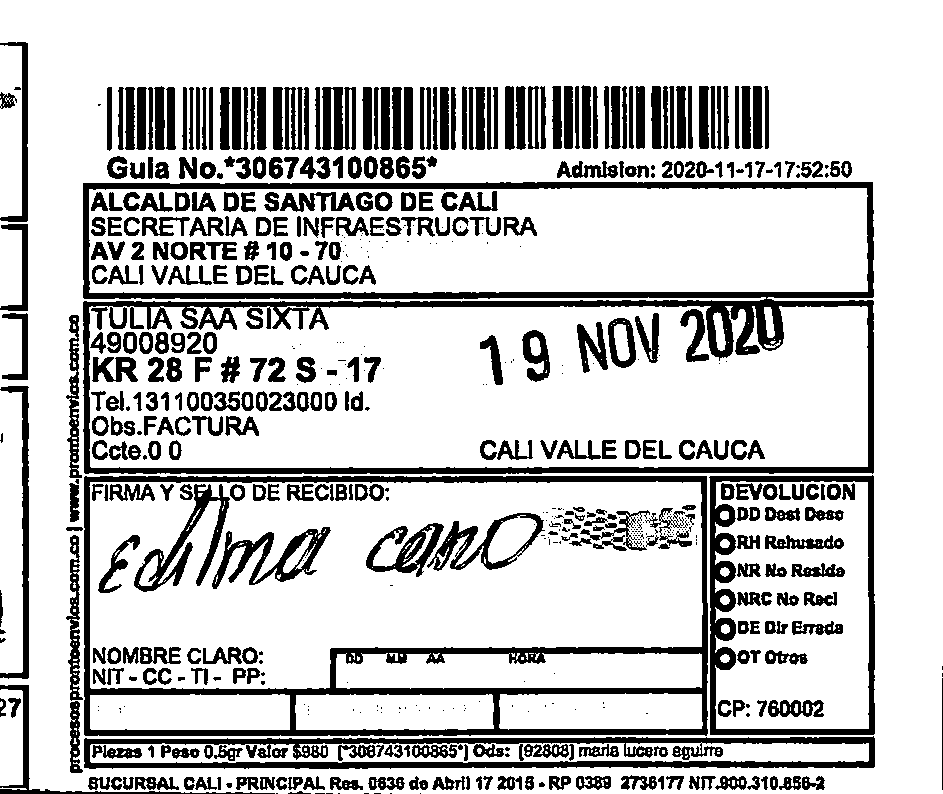 Guia No.*306743100865*
Admision: 2020-11-17-17:52:50
ALCALDIA DE SANTIAGO DE CALI
SECRETARIA DE INFRAESTRUCTURA
AV 2 NORTE # 10 - 70
CALI VALLE DEL CAUCA
TULIA SAA SIXTA
49008920
KR 28 F # 72 S - 17
Tel.131100350023000 Id.
Obs.FACTURA
Ccte.0 0
19 NOV 2020
CALI VALLE DEL CAUCA
FIRMA Y SELLO DE RECIBIDO:
Edilma cano
NOMBRE CLARO:
NIT - CC - TI - PP:
DD MM AA HORA
DEVOLUCION
DD Dest Desc
RH Rehusado
NR No Reside
NRC No Recl
DE Dir Errada
OT Otros
CP: 760002
Piezas 1 Peso 0.5gr Valor $980 [*306743100865*] Ods: [92808] maria lucero aguirre
SUCURSAL CALI - PRINCIPAL Res. 0636 de Abril 17 2015 - RP 0389 2736177 NIT.900.310.856-2
procesosprontoenvios.com.co | www.prontoenvios.com.co
27